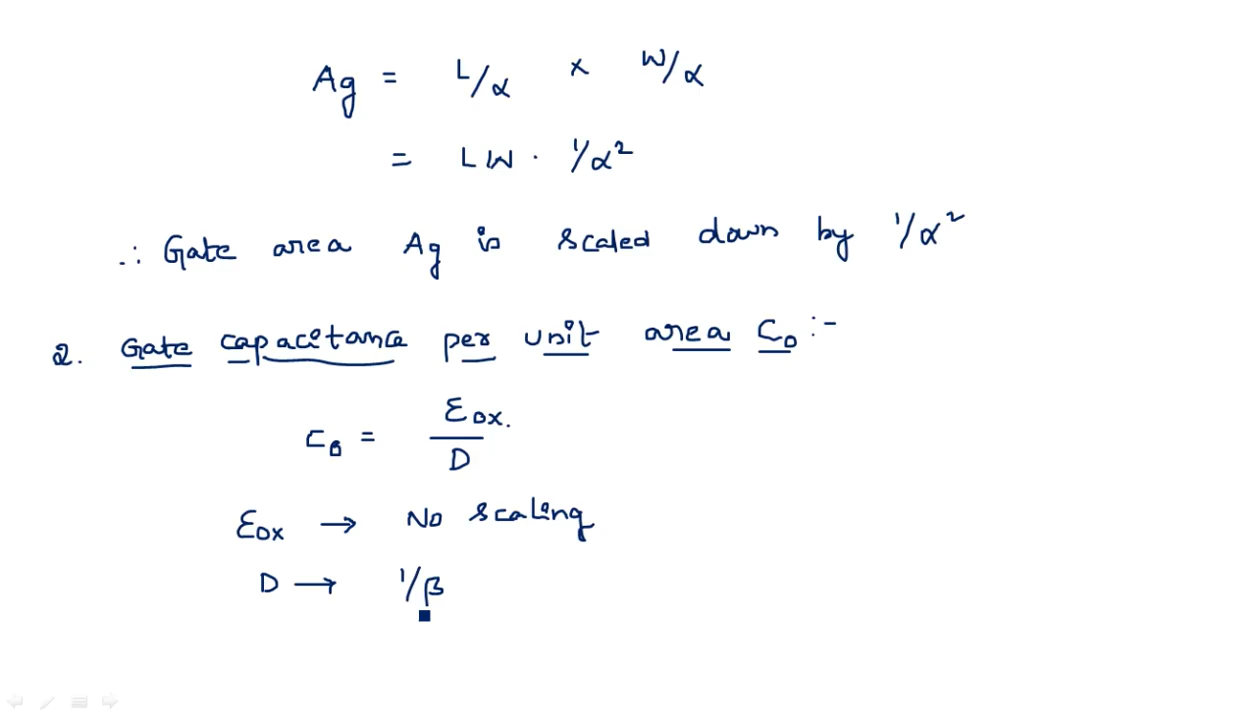 Ag = L/α × W/α
= LW · 1/α²
∴ Gate area Ag is scaled down by 1/α²
2. Gate capacitance per unit area C₀ :-
C₀ = εox. / D
εox → No scaling
D → 1/β